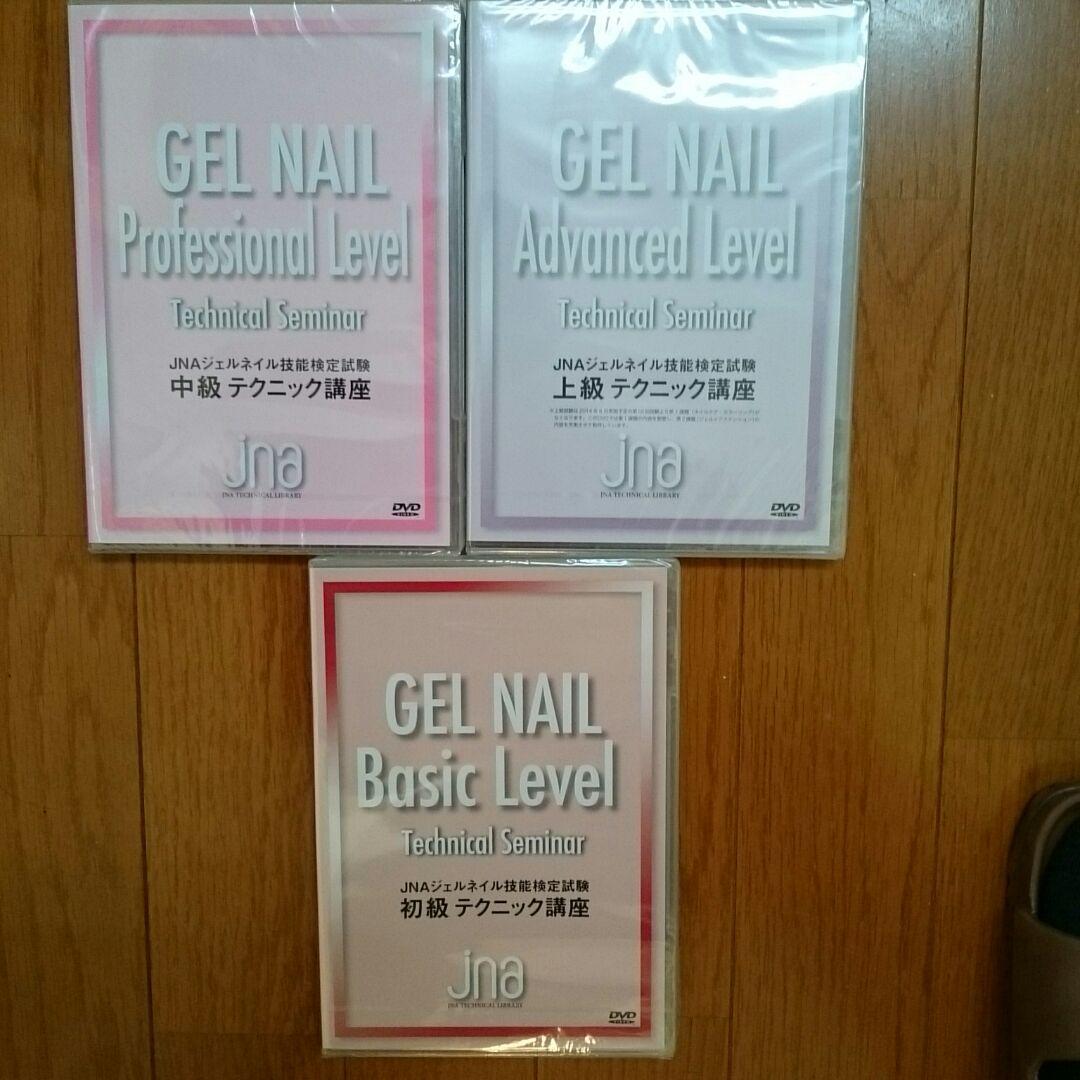 GEL NAIL
Professional Level
Technical Seminar
JNAジェルネイル技能検定試験
中級 テクニック講座
jna
JNA TECHNICAL LIBRARY
DVD
VIDEO
GEL NAIL
Advanced Level
Technical Seminar
JNAジェルネイル技能検定試験
上級 テクニック講座
jna
JNA TECHNICAL LIBRARY
DVD
VIDEO
GEL NAIL
Basic Level
Technical Seminar
JNAジェルネイル技能検定試験
初級 テクニック講座
jna
JNA TECHNICAL LIBRARY
DVD
VIDEO